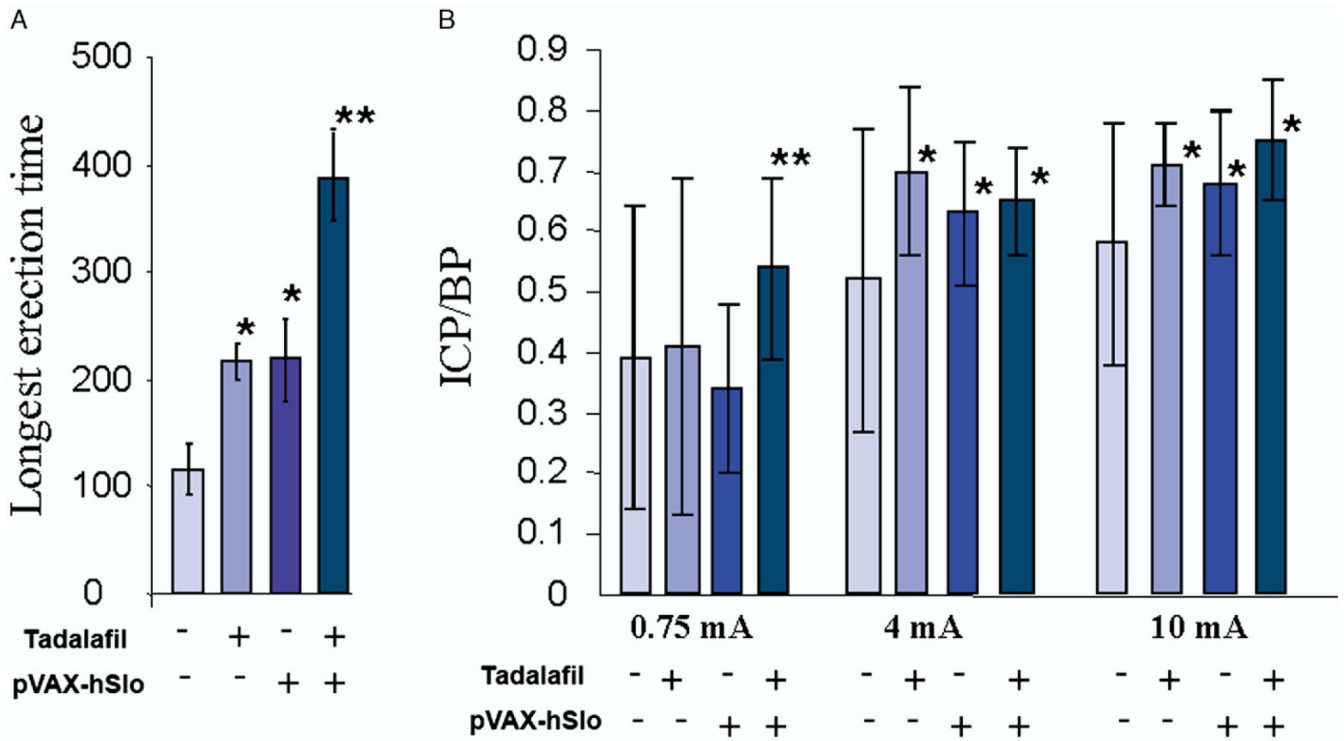 A
B
Longest erection time
500
400
300
200
100
0
*
*
**
Tadalafil - + - +
pVAX-hSlo - - + +
ICP/BP
0.9
0.8
0.7
0.6
0.5
0.4
0.3
0.2
0.1
0
**
*
*
*
*
*
*
0.75 mA 4 mA 10 mA
Tadalafil - + - + - + - + - + - +
pVAX-hSlo - - + + - - + + - - + +